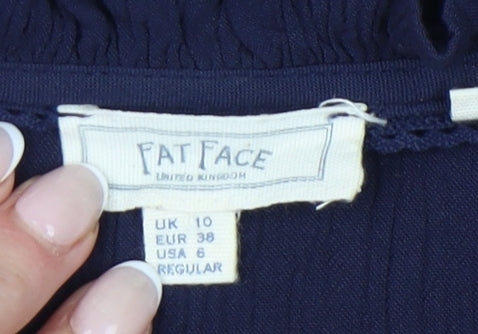 FAT FACE
UNITED KINGDOM
UK 10
EUR 38
USA 6
REGULAR